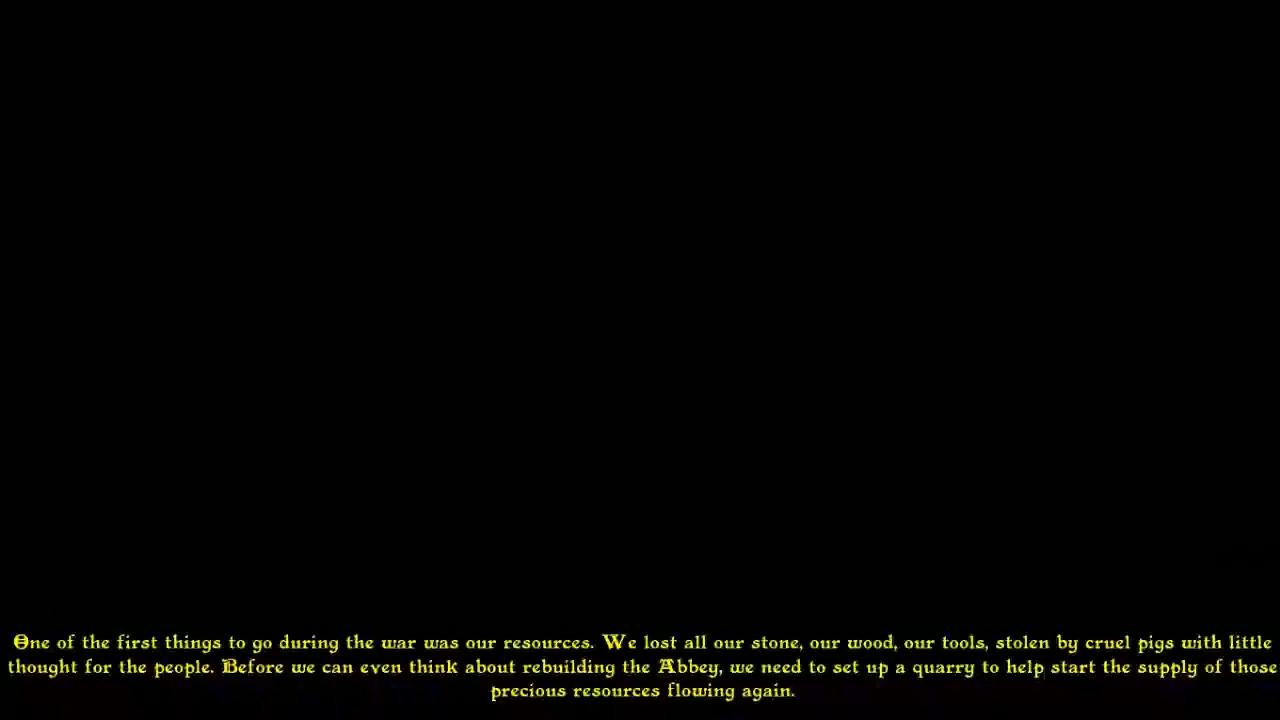 One of the first things to go during the war was our resources. We lost all our stone, our wood, our tools, stolen by cruel pigs with little
thought for the people. Before we can even think about rebuilding the Abbey, we need to set up a quarry to help start the supply of those
precious resources flowing again.